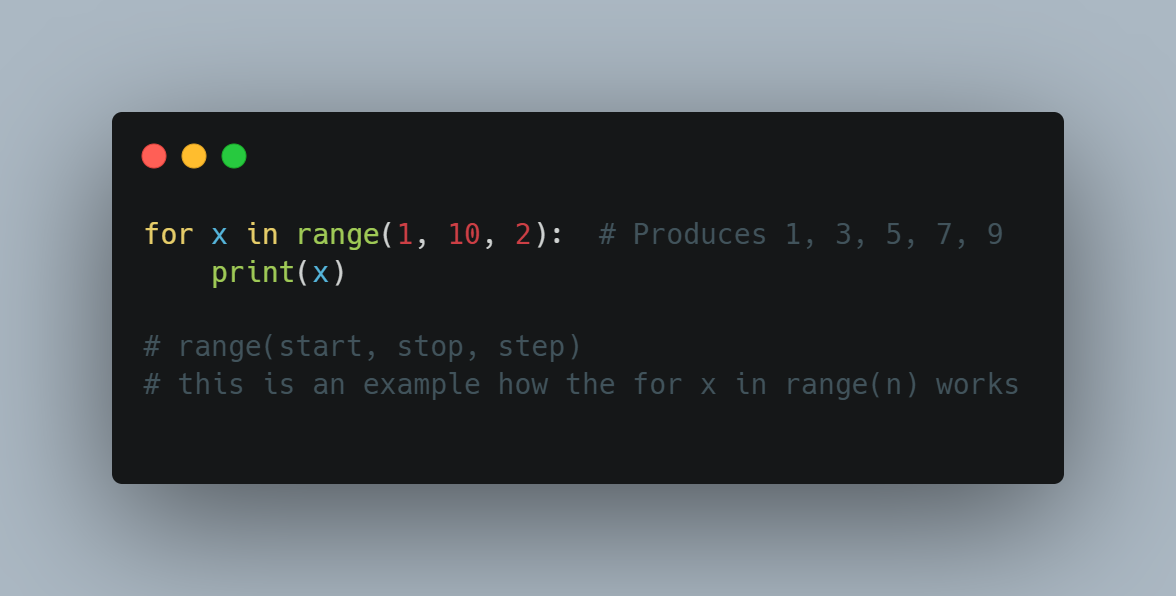 for x in range(1, 10, 2):  # Produces 1, 3, 5, 7, 9
    print(x)

# range(start, stop, step)
# this is an example how the for x in range(n) works